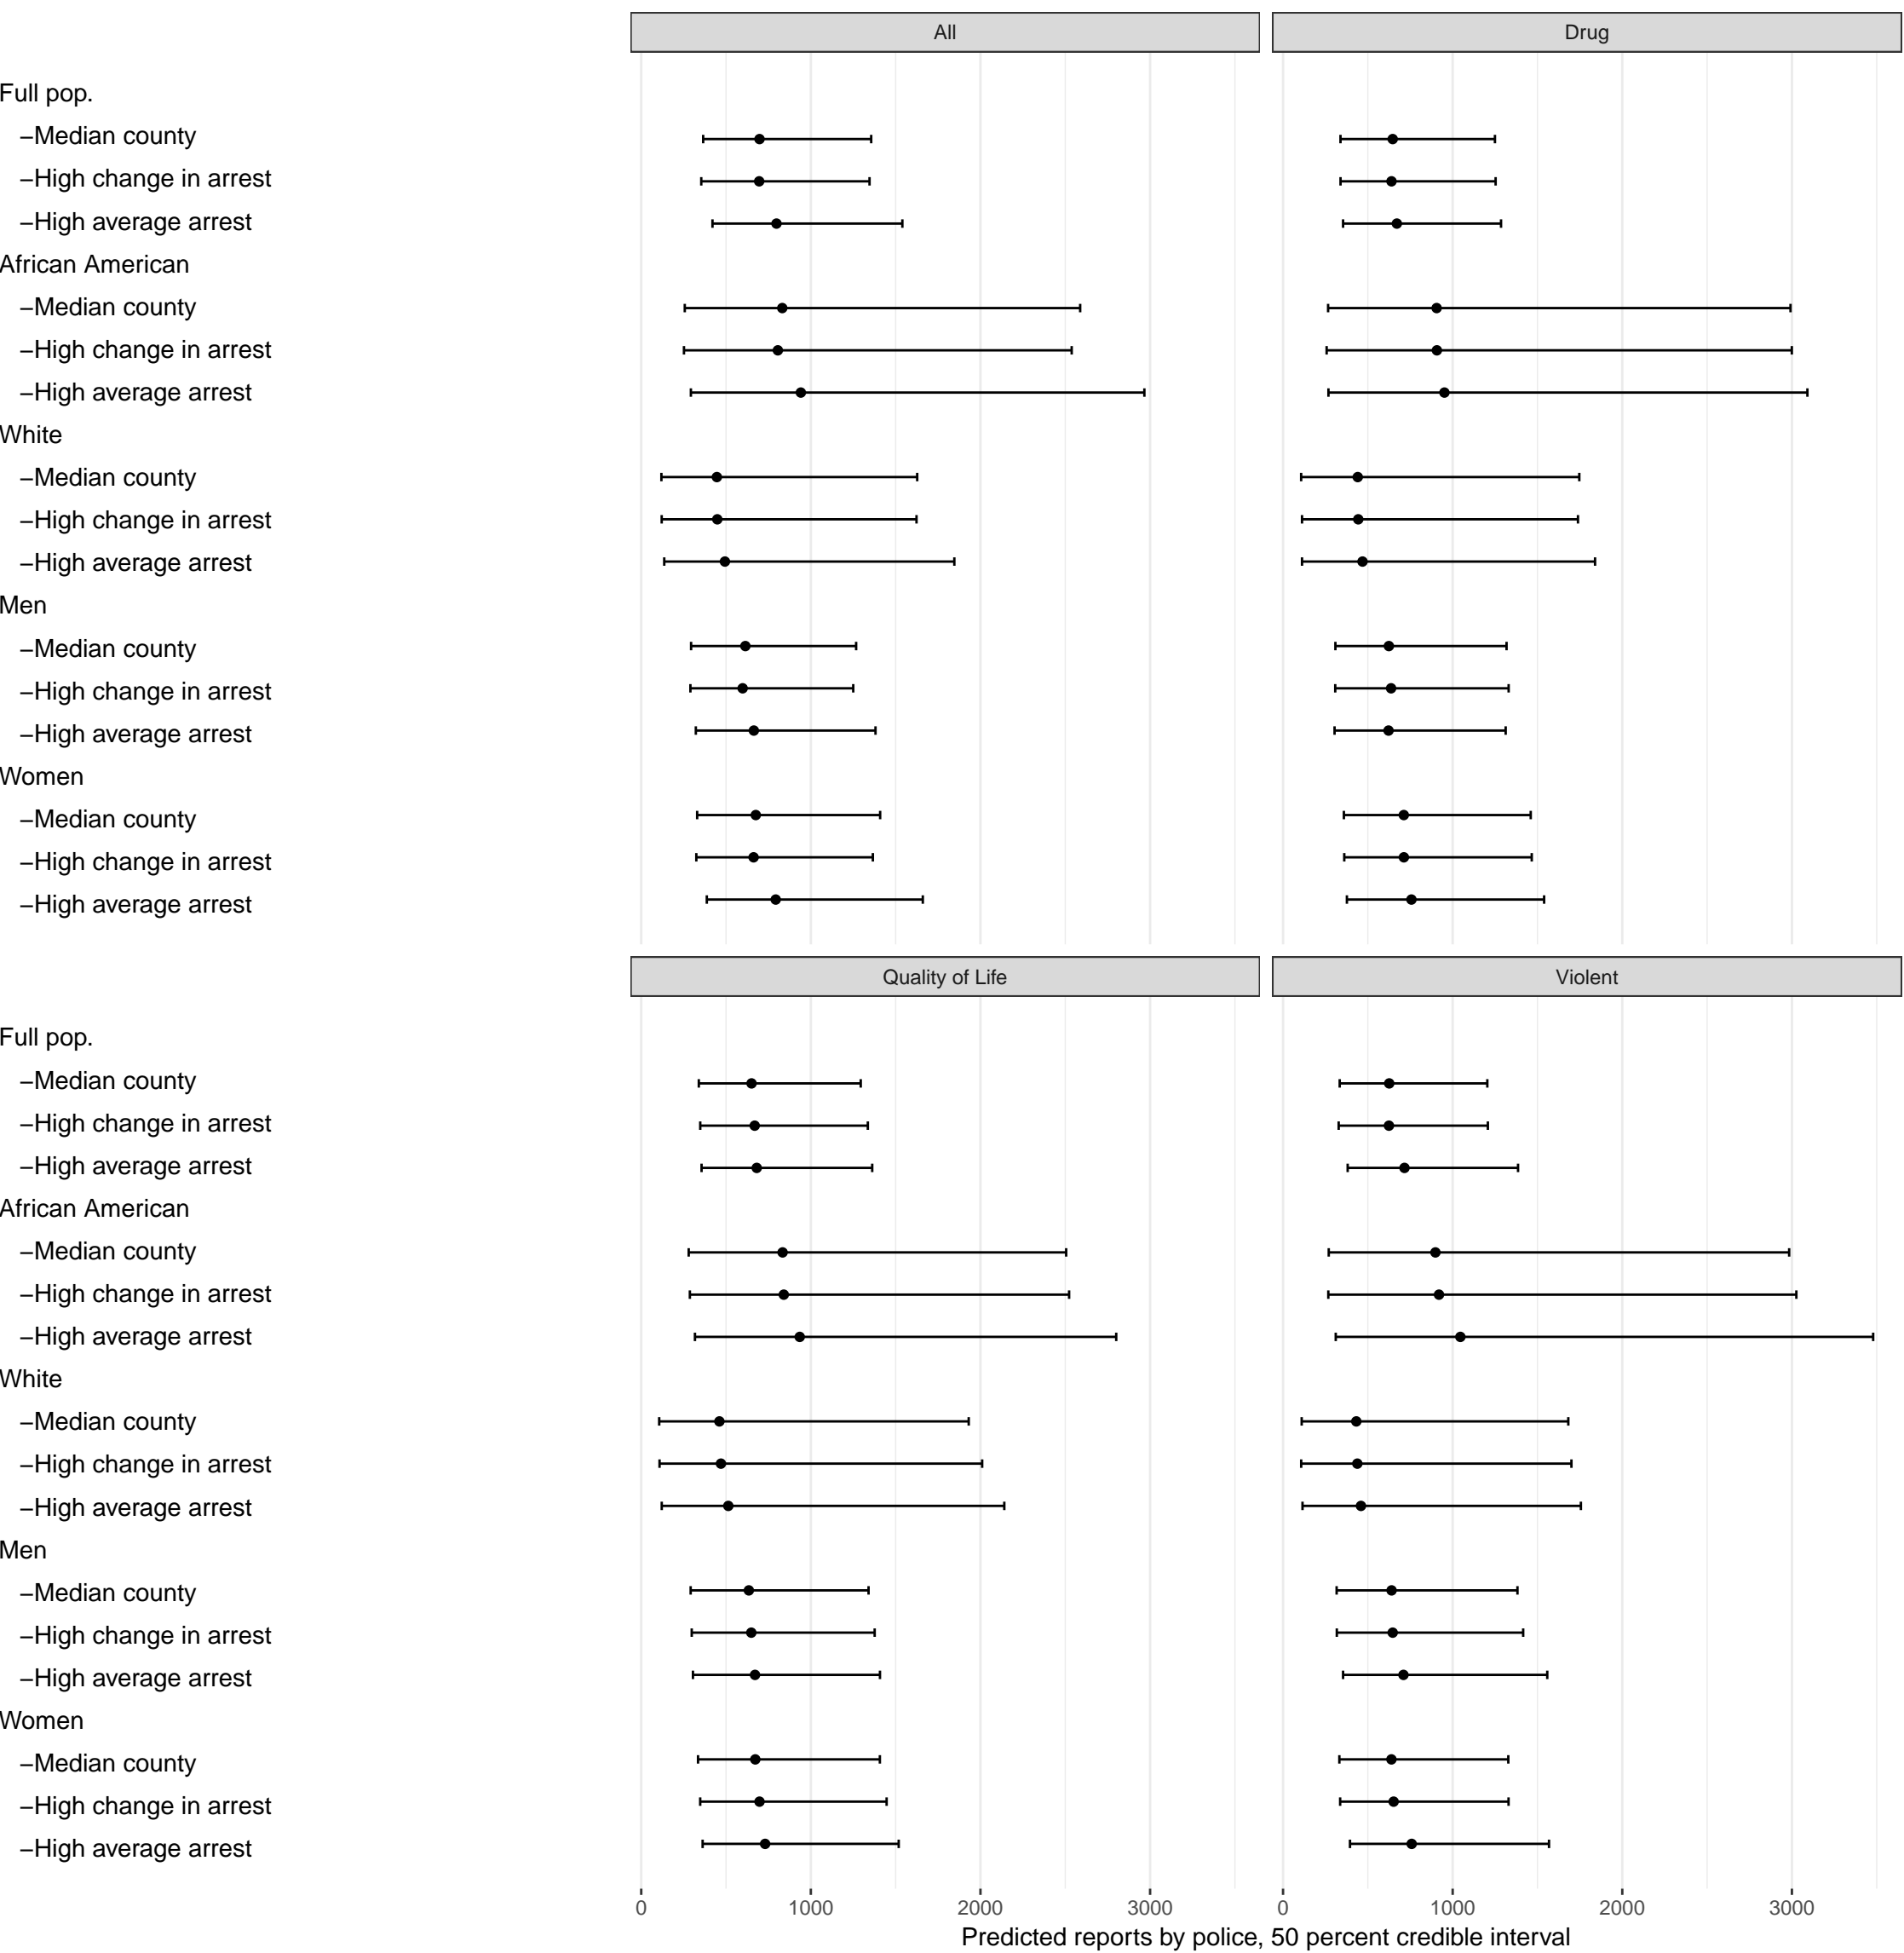 All
Drug
Full pop.
−Median county
−High change in arrest
−High average arrest
African American
−Median county
−High change in arrest
−High average arrest
White
−Median county
−High change in arrest
−High average arrest
Men
−Median county
−High change in arrest
−High average arrest
Women
−Median county
−High change in arrest
−High average arrest
Quality of Life
Violent
Full pop.
−Median county
−High change in arrest
−High average arrest
African American
−Median county
−High change in arrest
−High average arrest
White
−Median county
−High change in arrest
−High average arrest
Men
−Median county
−High change in arrest
−High average arrest
Women
−Median county
−High change in arrest
−High average arrest
0 1000 2000 3000
0 1000 2000 3000
Predicted reports by police, 50 percent credible interval